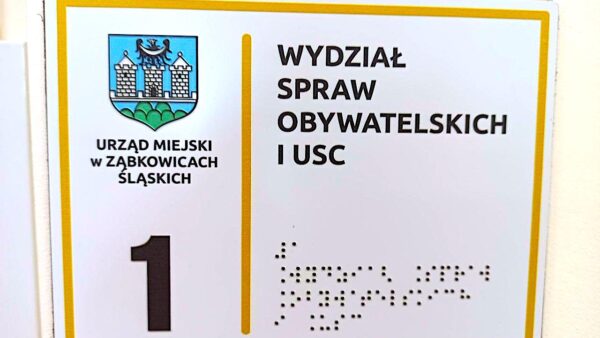 URZĄD MIEJSKI
w ZĄBKOWICACH
ŚLĄSKICH
1
WYDZIAŁ
SPRAW
OBYWATELSKICH
I USC